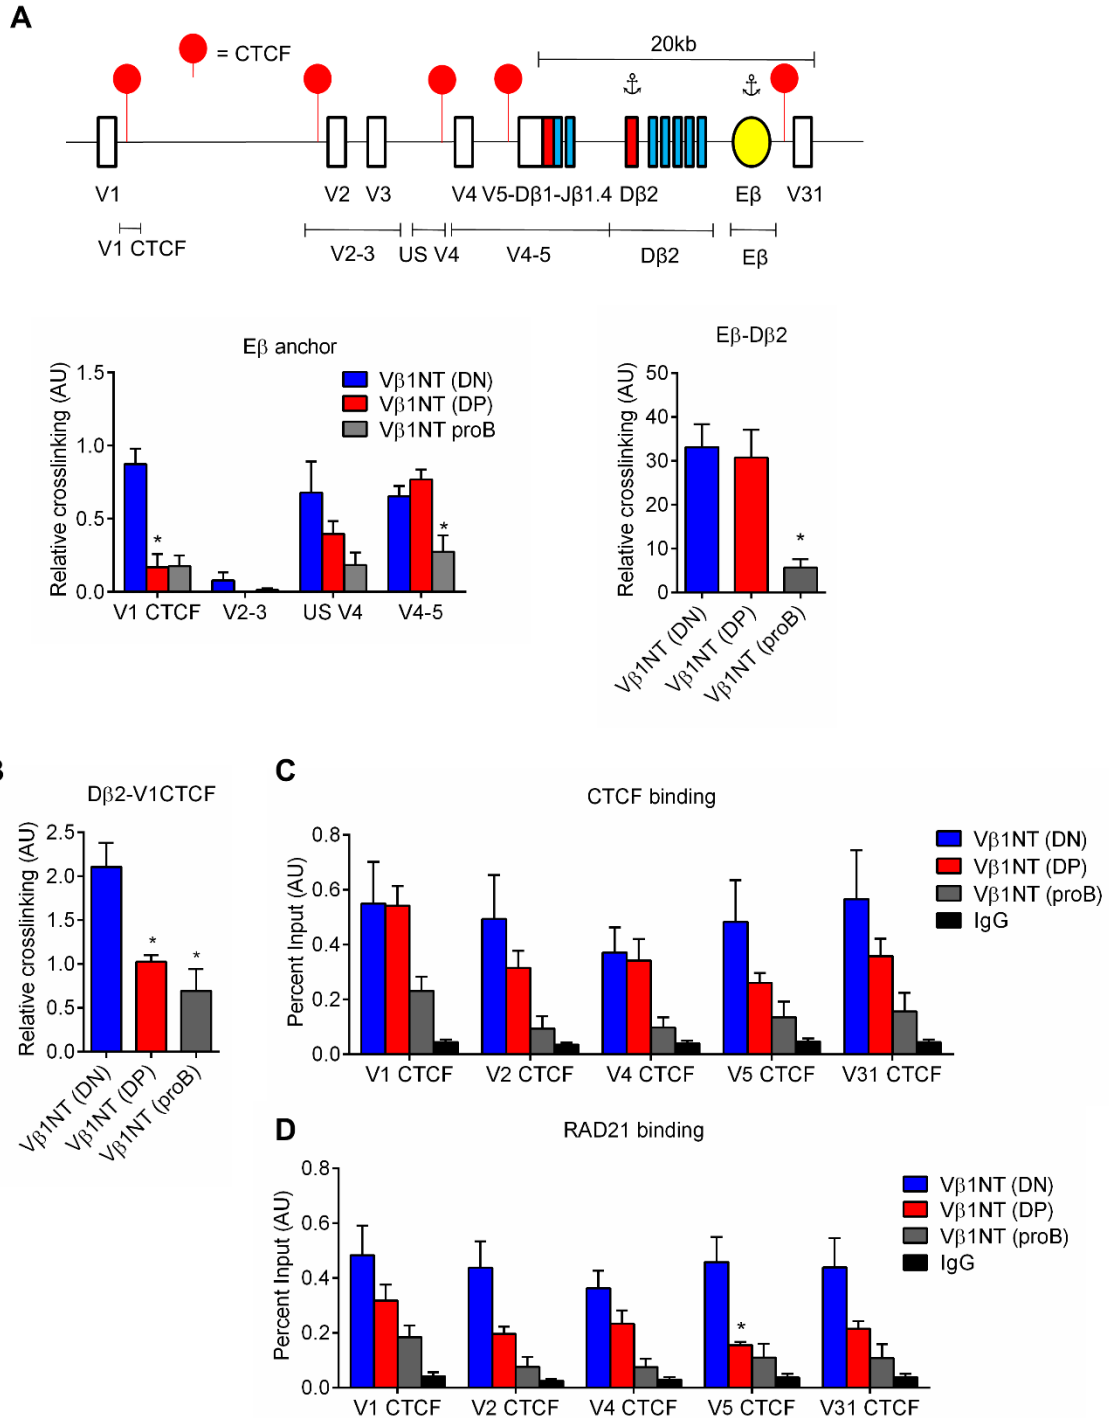 A
= CTCF
20kb
V1 V2 V3 V4 V5-Dβ1-Jβ1.4 Dβ2 Eβ V31
V1 CTCF V2-3 US V4 V4-5 Dβ2 Eβ
Eβ anchor
Relative crosslinking (AU)
1.5
1.0
0.5
0.0
Vβ1NT (DN)
Vβ1NT (DP)
Vβ1NT proB
*
*
V1 CTCF V2-3 US V4 V4-5
Eβ-Dβ2
Relative crosslinking (AU)
50
40
30
20
10
0
*
Vβ1NT (DN)
Vβ1NT (DP)
Vβ1NT (proB)
Dβ2-V1CTCF
Relative crosslinking (AU)
2.5
2.0
1.5
1.0
0.5
0.0
*
*
Vβ1NT (DN)
Vβ1NT (DP)
Vβ1NT (proB)
C
CTCF binding
Percent Input (AU)
0.8
0.6
0.4
0.2
0.0
Vβ1NT (DN)
Vβ1NT (DP)
Vβ1NT (proB)
IgG
V1 CTCF V2 CTCF V4 CTCF V5 CTCF V31 CTCF
D
RAD21 binding
Percent Input (AU)
0.8
0.6
0.4
0.2
0.0
Vβ1NT (DN)
Vβ1NT (DP)
Vβ1NT (proB)
IgG
*
V1 CTCF V2 CTCF V4 CTCF V5 CTCF V31 CTCF